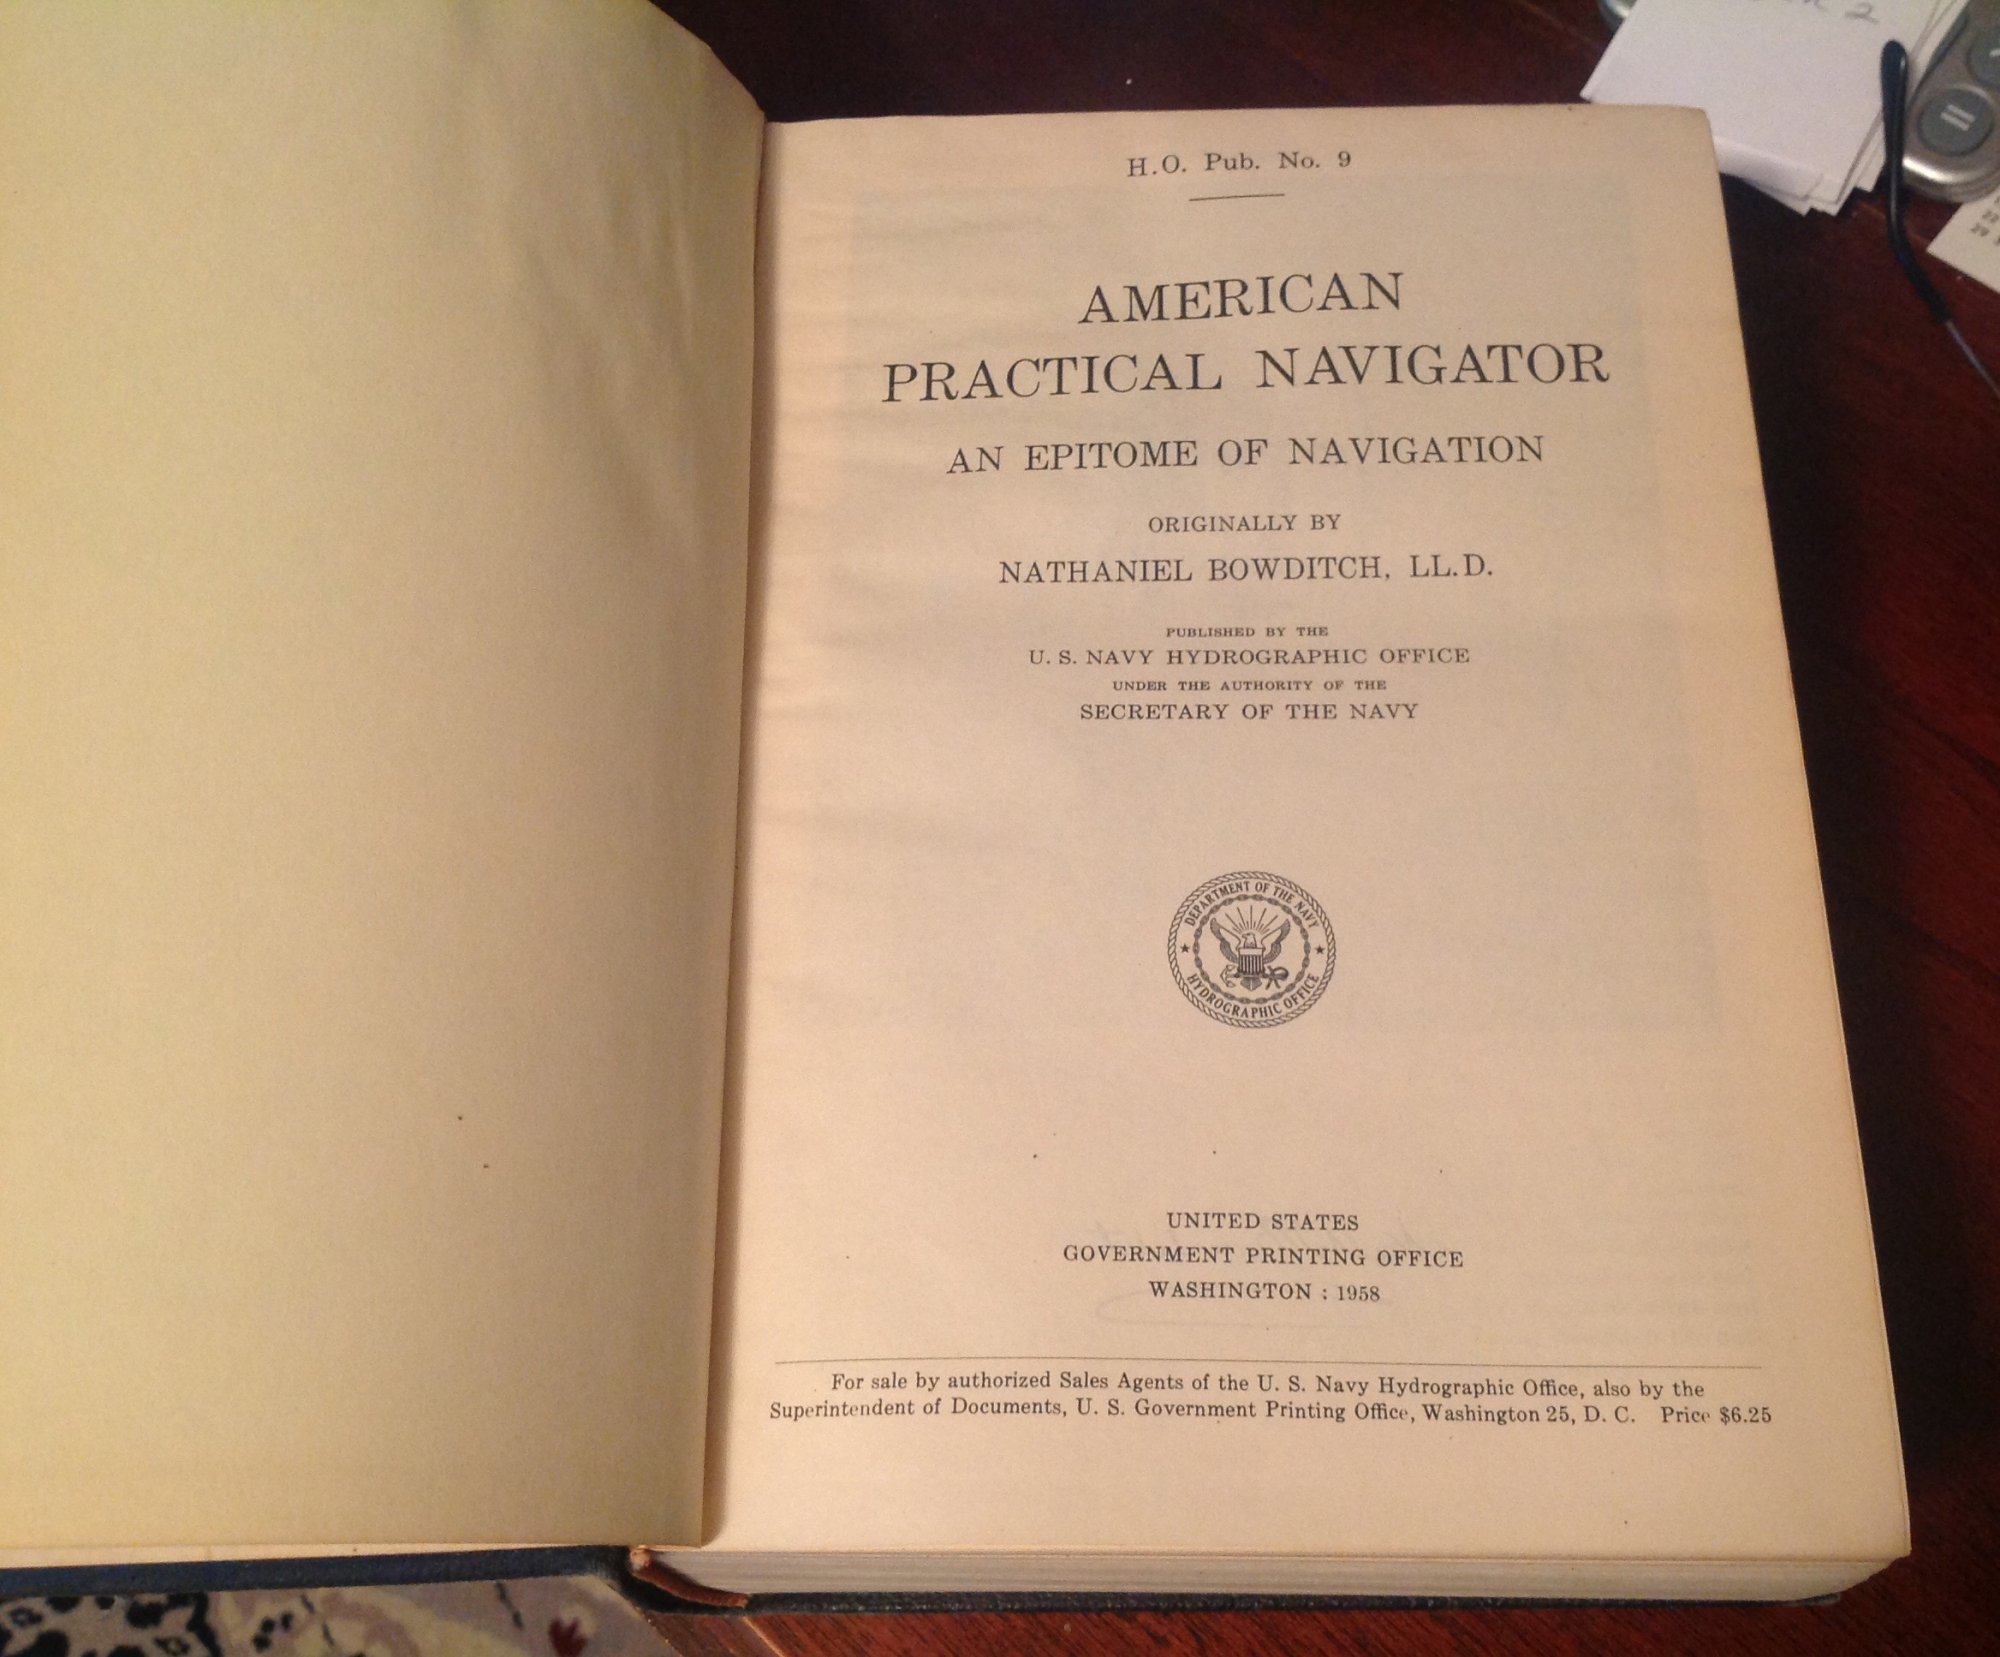 H.O. Pub. No. 9
AMERICAN
PRACTICAL NAVIGATOR
AN EPITOME OF NAVIGATION
ORIGINALLY BY
NATHANIEL BOWDITCH, LL.D.
PUBLISHED BY THE
U. S. NAVY HYDROGRAPHIC OFFICE
UNDER THE AUTHORITY OF THE
SECRETARY OF THE NAVY
DEPARTMENT OF THE NAVY
HYDROGRAPHIC OFFICE
UNITED STATES
GOVERNMENT PRINTING OFFICE
WASHINGTON : 1958
For sale by authorized Sales Agents of the U. S. Navy Hydrographic Office, also by the
Superintendent of Documents, U. S. Government Printing Office, Washington 25, D. C. Price $6.25
2
=
22
29